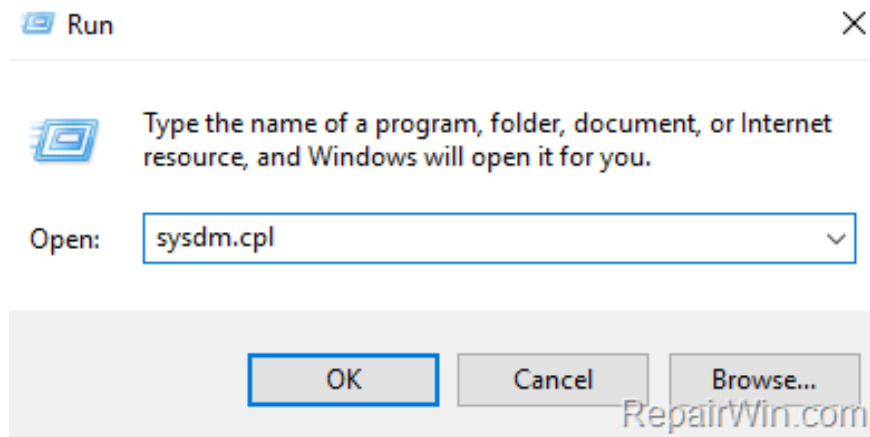 Run
Type the name of a program, folder, document, or Internet
resource, and Windows will open it for you.
Open: sysdm.cpl
OK Cancel Browse...
RepairWin.com